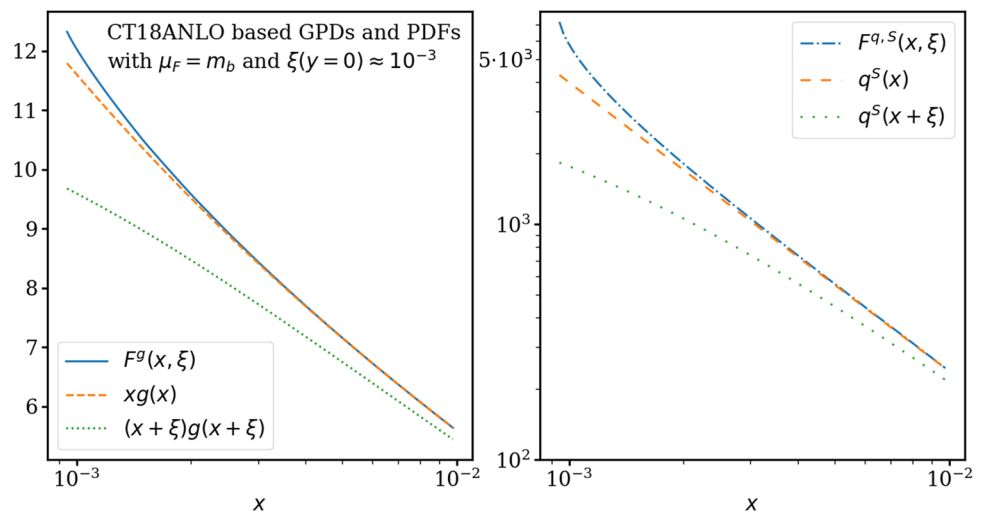 CT18ANLO based GPDs and PDFs
with μ_F = m_b and ξ(y = 0) ≈ 10⁻³
12
11
10
9
8
7
6
F^g(x, ξ)
xg(x)
(x + ξ)g(x + ξ)
10⁻³
10⁻²
x
5·10³
10³
10²
F^{q, S}(x, ξ)
q^S(x)
q^S(x + ξ)
10⁻³
10⁻²
x